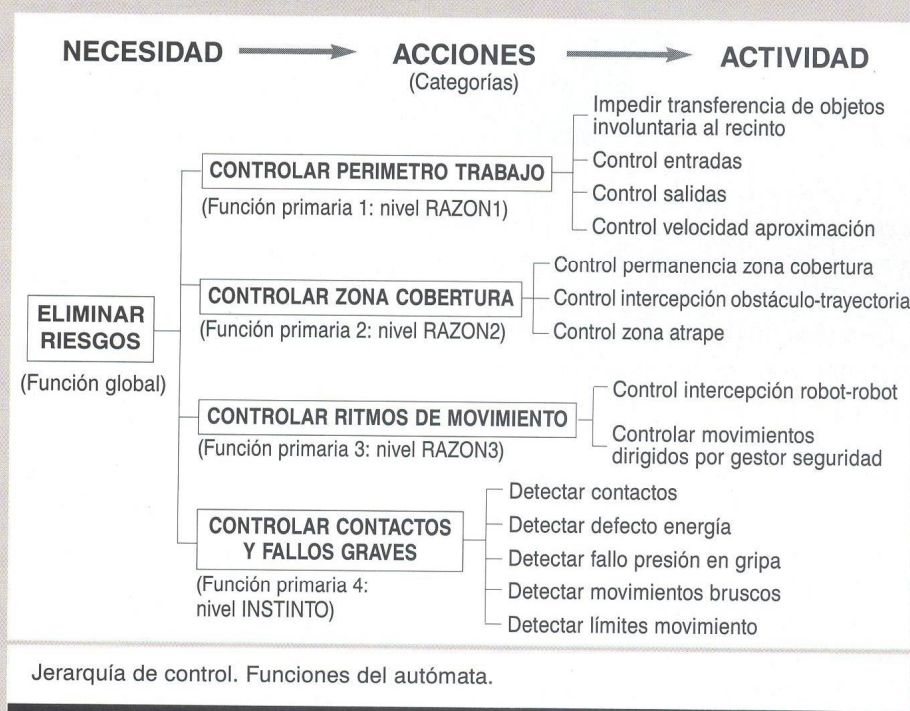 NECESIDAD ACCIONES ACTIVIDAD
(Categorías)
ELIMINAR
RIESGOS
(Función global)
CONTROLAR PERIMETRO TRABAJO
(Función primaria 1: nivel RAZON1)
Impedir transferencia de objetos
involuntaria al recinto
Control entradas
Control salidas
Control velocidad aproximación
CONTROLAR ZONA COBERTURA
(Función primaria 2: nivel RAZON2)
Control permanencia zona cobertura
Control intercepción obstáculo-trayectoria
Control zona atrape
CONTROLAR RITMOS DE MOVIMIENTO
(Función primaria 3: nivel RAZON3)
Control intercepción robot-robot
Controlar movimientos
dirigidos por gestor seguridad
CONTROLAR CONTACTOS
Y FALLOS GRAVES
(Función primaria 4:
nivel INSTINTO)
Detectar contactos
Detectar defecto energía
Detectar fallo presión en gripa
Detectar movimientos bruscos
Detectar límites movimiento
Jerarquía de control. Funciones del autómata.